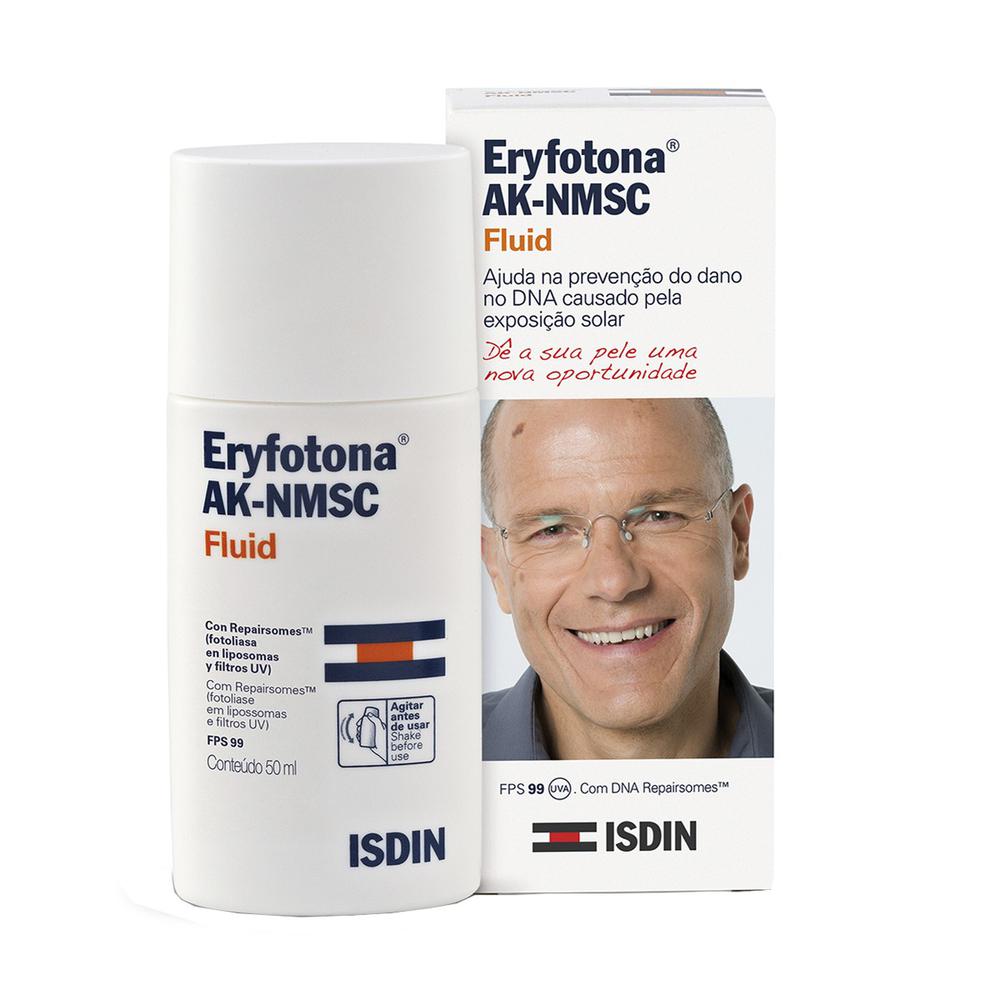 AK-NMSC
Fluid
Eryfotona®
AK-NMSC
Fluid
Ajuda na prevenção do dano
no DNA causado pela
exposição solar
Dê a sua pele uma
nova oportunidade
FPS 99 UVA. Com DNA Repairsomes™
ISDIN
Eryfotona®
AK-NMSC
Fluid
Con Repairsomes™
(fotoliasa
en liposomas
y filtros UV)
Com Repairsomes™
(fotoliase
em lipossomas
e filtros UV)
FPS 99
Conteúdo 50 ml
Agitar
antes
de usar
Shake
before
use
ISDIN